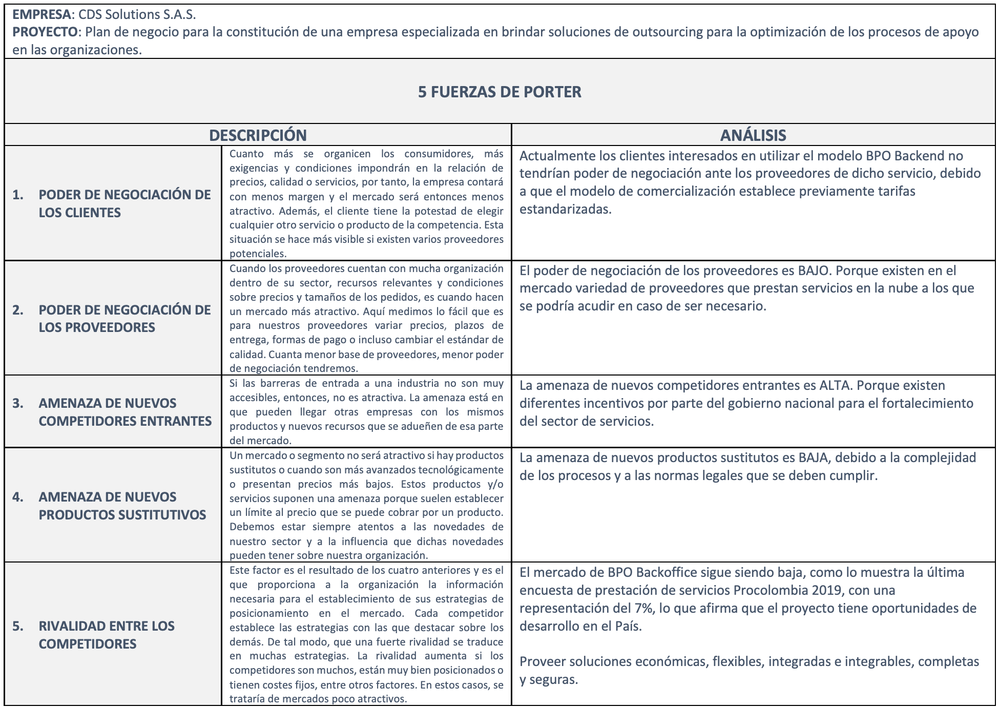 EMPRESA: CDS Solutions S.A.S.
PROYECTO: Plan de negocio para la constitución de una empresa especializada en brindar soluciones de outsourcing para la optimización de los procesos de apoyo
en las organizaciones.
5 FUERZAS DE PORTER
DESCRIPCIÓN
ANÁLISIS
1. PODER DE NEGOCIACIÓN DE
LOS CLIENTES
Cuanto más se organicen los consumidores, más
exigencias y condiciones impondrán en la relación de
precios, calidad o servicios, por tanto, la empresa contará
con menos margen y el mercado será entonces menos
atractivo. Además, el cliente tiene la potestad de elegir
cualquier otro servicio o producto de la competencia. Esta
situación se hace más visible si existen varios proveedores
potenciales.
Actualmente los clientes interesados en utilizar el modelo BPO Backend no
tendrían poder de negociación ante los proveedores de dicho servicio, debido
a que el modelo de comercialización establece previamente tarifas
estandarizadas.
2. PODER DE NEGOCIACIÓN DE
LOS PROVEEDORES
Cuando los proveedores cuentan con mucha organización
dentro de su sector, recursos relevantes y condiciones
sobre precios y tamaños de los pedidos, es cuando hacen
un mercado más atractivo. Aquí medimos lo fácil que es
para nuestros proveedores variar precios, plazos de
entrega, formas de pago o incluso cambiar el estándar de
calidad. Cuanta menor base de proveedores, menor poder
de negociación tendremos.
El poder de negociación de los proveedores es BAJO. Porque existen en el
mercado variedad de proveedores que prestan servicios en la nube a los que
se podría acudir en caso de ser necesario.
3. AMENAZA DE NUEVOS
COMPETIDORES ENTRANTES
Si las barreras de entrada a una industria no son muy
accesibles, entonces, no es atractiva. La amenaza está en
que pueden llegar otras empresas con los mismos
productos y nuevos recursos que se adueñen de esa parte
del mercado.
La amenaza de nuevos competidores entrantes es ALTA. Porque existen
diferentes incentivos por parte del gobierno nacional para el fortalecimiento
del sector de servicios.
4. AMENAZA DE NUEVOS
PRODUCTOS SUSTITUTIVOS
Un mercado o segmento no será atractivo si hay productos
sustitutos o cuando son más avanzados tecnológicamente
o presentan precios más bajos. Estos productos y/o
servicios suponen una amenaza porque suelen establecer
un límite al precio que se puede cobrar por un producto.
Debemos estar siempre atentos a las novedades de
nuestro sector y a la influencia que dichas novedades
pueden tener sobre nuestra organización.
La amenaza de nuevos productos sustitutos es BAJA, debido a la complejidad
de los procesos y a las normas legales que se deben cumplir.
5. RIVALIDAD ENTRE LOS
COMPETIDORES
Este factor es el resultado de los cuatro anteriores y es el
que proporciona a la organización la información
necesaria para el establecimiento de sus estrategias de
posicionamiento en el mercado. Cada competidor
establece las estrategias con las que destacar sobre los
demás. De tal modo, que una fuerte rivalidad se traduce
en muchas estrategias. La rivalidad aumenta si los
competidores son muchos, están muy bien posicionados o
tienen costes fijos, entre otros factores. En estos casos, se
trataría de mercados poco atractivos.
El mercado de BPO Backoffice sigue siendo baja, como lo muestra la última
encuesta de prestación de servicios Procolombia 2019, con una
representación del 7%, lo que afirma que el proyecto tiene oportunidades de
desarrollo en el País.
Proveer soluciones económicas, flexibles, integradas e integrables, completas
y seguras.